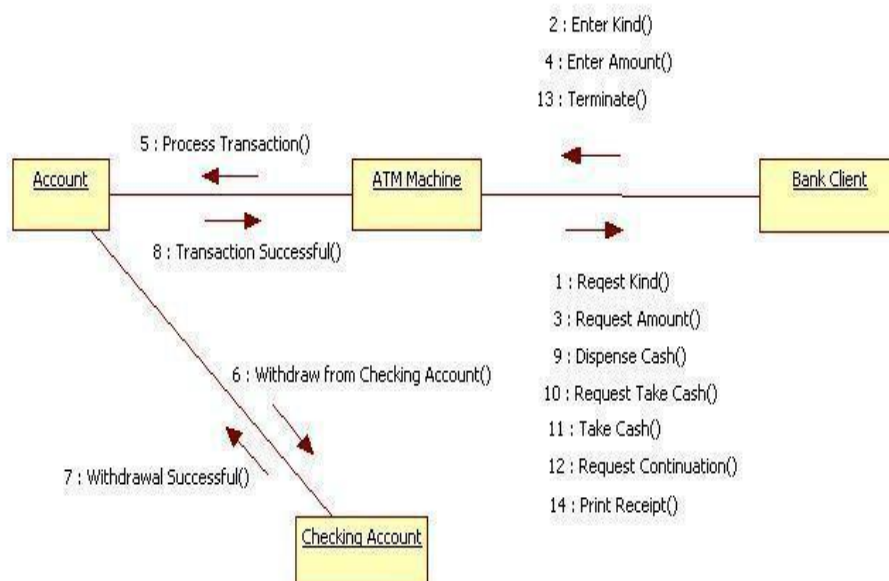 2 : Enter Kind()
4 : Enter Amount()
13 : Terminate()
5 : Process Transaction()
Account
ATM Machine
Bank Client
8 : Transaction Successful()
1 : Reqest Kind()
3 : Request Amount()
9 : Dispense Cash()
10 : Request Take Cash()
11 : Take Cash()
12 : Request Continuation()
14 : Print Receipt()
6 : Withdraw from Checking Account()
7 : Withdrawal Successful()
Checking Account